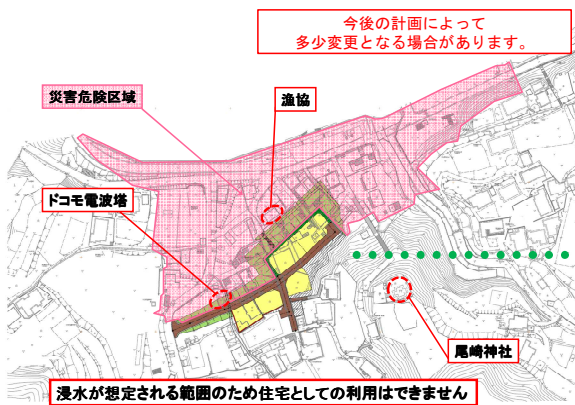 今後の計画によって
多少変更となる場合があります。
災害危険区域
漁協
ドコモ電波塔
尾崎神社
浸水が想定される範囲のため住宅としての利用はできません